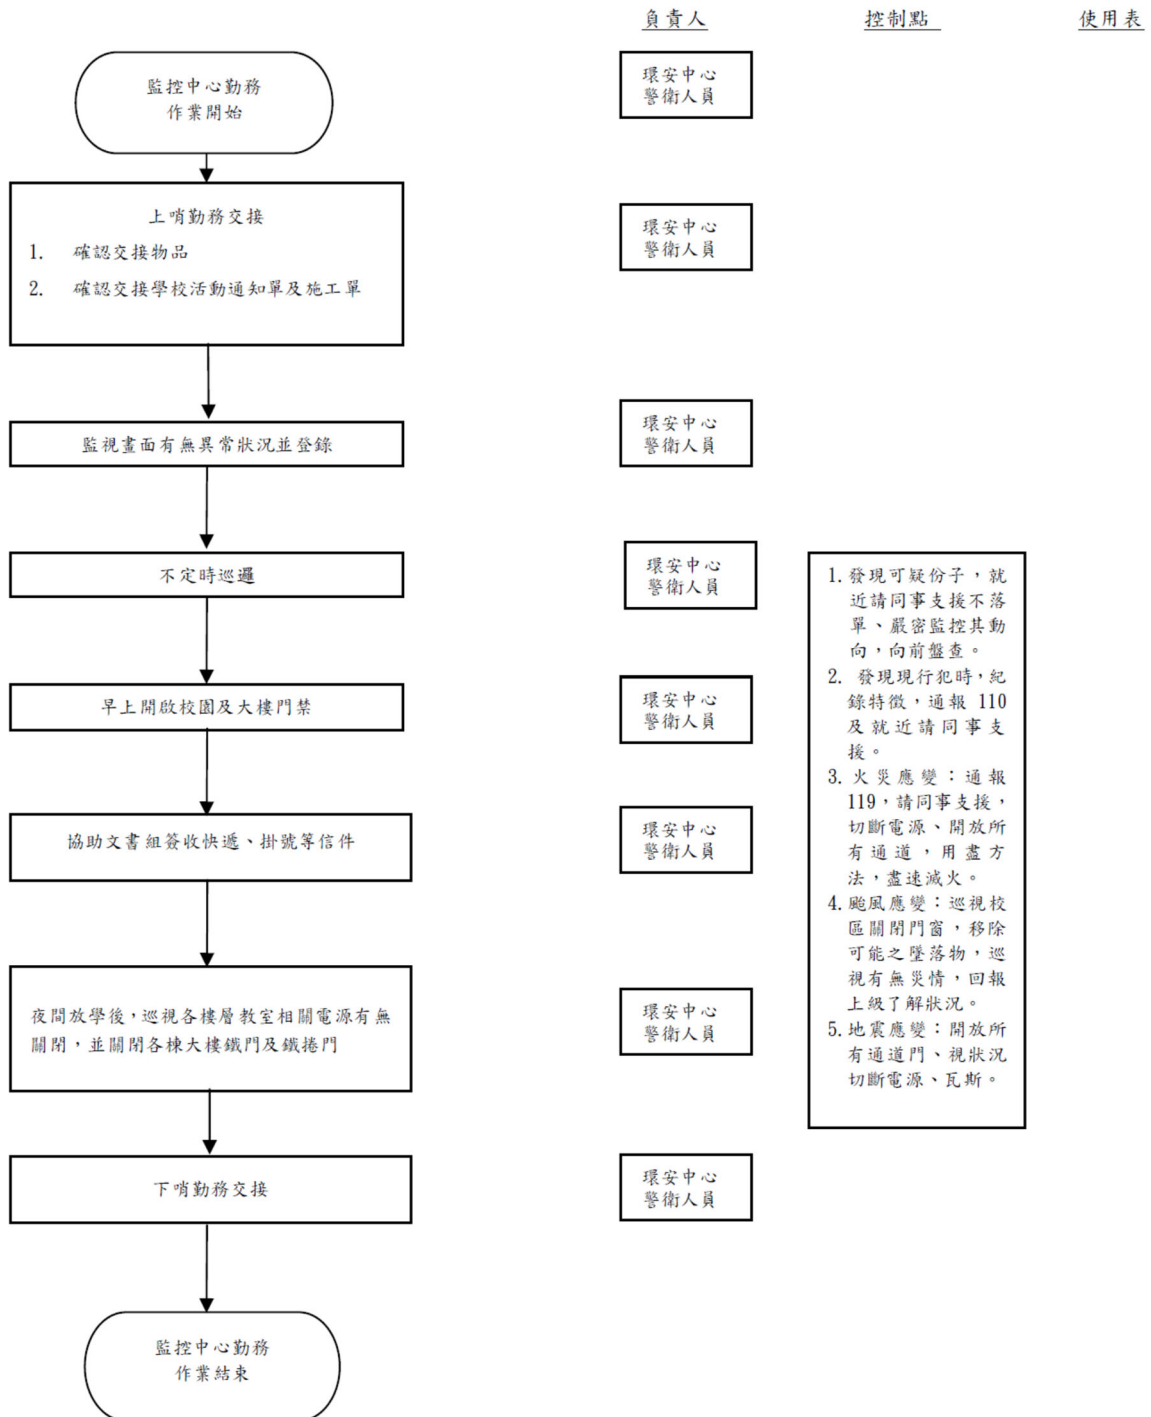 負責人
控制點
使用表
監控中心勤務
作業開始
環安中心
警衛人員
上哨勤務交接
1. 確認交接物品
2. 確認交接學校活動通知單及施工單
環安中心
警衛人員
監視畫面有無異常狀況並登錄
環安中心
警衛人員
不定時巡邏
環安中心
警衛人員
早上開啟校園及大樓門禁
環安中心
警衛人員
協助文書組簽收快遞、掛號等信件
環安中心
警衛人員
夜間放學後，巡視各樓層教室相關電源有無
關閉，並關閉各棟大樓鐵門及鐵捲門
環安中心
警衛人員
下哨勤務交接
環安中心
警衛人員
監控中心勤務
作業結束
1. 發現可疑份子，就
近請同事支援不落
單、嚴密監控其動
向，向前盤查。
2. 發現現行犯時，紀
錄特徵，通報 110
及就近請同事支
援。
3. 火災應變：通報
119，請同事支援，
切斷電源、開放所
有通道，用盡方
法，盡速滅火。
4. 颱風應變：巡視校
區關閉門窗，移除
可能之墜落物，巡
視有無災情，回報
上級了解狀況。
5. 地震應變：開放所
有通道門、視狀況
切斷電源、瓦斯。